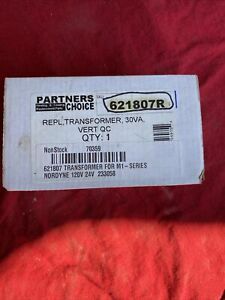 PARTNERS
CHOICE
621807R
REPL,TRANSFORMER, 30VA,
VERT QC
QTY: 1
NonStock 70359
621807 TRANSFORMER FOR M1-SERIES
NORDYNE 120V 24V 233058